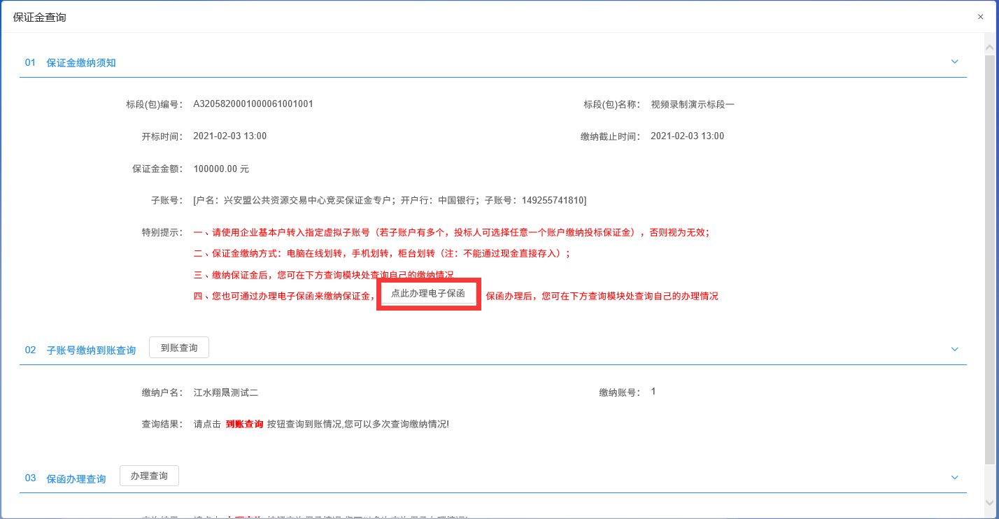 保证金查询
×
01 保证金缴纳须知
标段(包)编号： A3205820001000061001001 标段(包)名称： 视频录制演示标段一
开标时间： 2021-02-03 13:00 缴纳截止时间： 2021-02-03 13:00
保证金金额： 100000.00 元
子账号： [户名：兴安盟公共资源交易中心竞买保证金专户；开户行：中国银行；子账号：149255741810]
特别提示： 一、请使用企业基本户转入指定虚拟子账号（若子账户有多个，投标人可选择任意一个账户缴纳投标保证金），否则视为无效；
二、保证金缴纳方式：电脑在线划转，手机划转，柜台划转（注：不能通过现金直接存入）；
三、缴纳保证金后，您可在下方查询模块处查询自己的缴纳情况
四、您也可通过办理电子保函来缴纳保证金， 点此办理电子保函 保函办理后，您可在下方查询模块处查询自己的办理情况
02 子账号缴纳到账查询 到账查询
缴纳户名： 江水翔晟测试二 缴纳账号： 1
查询结果： 请点击 到账查询 按钮查询到账情况,您可以多次查询缴纳情况!
03 保函办理查询 办理查询